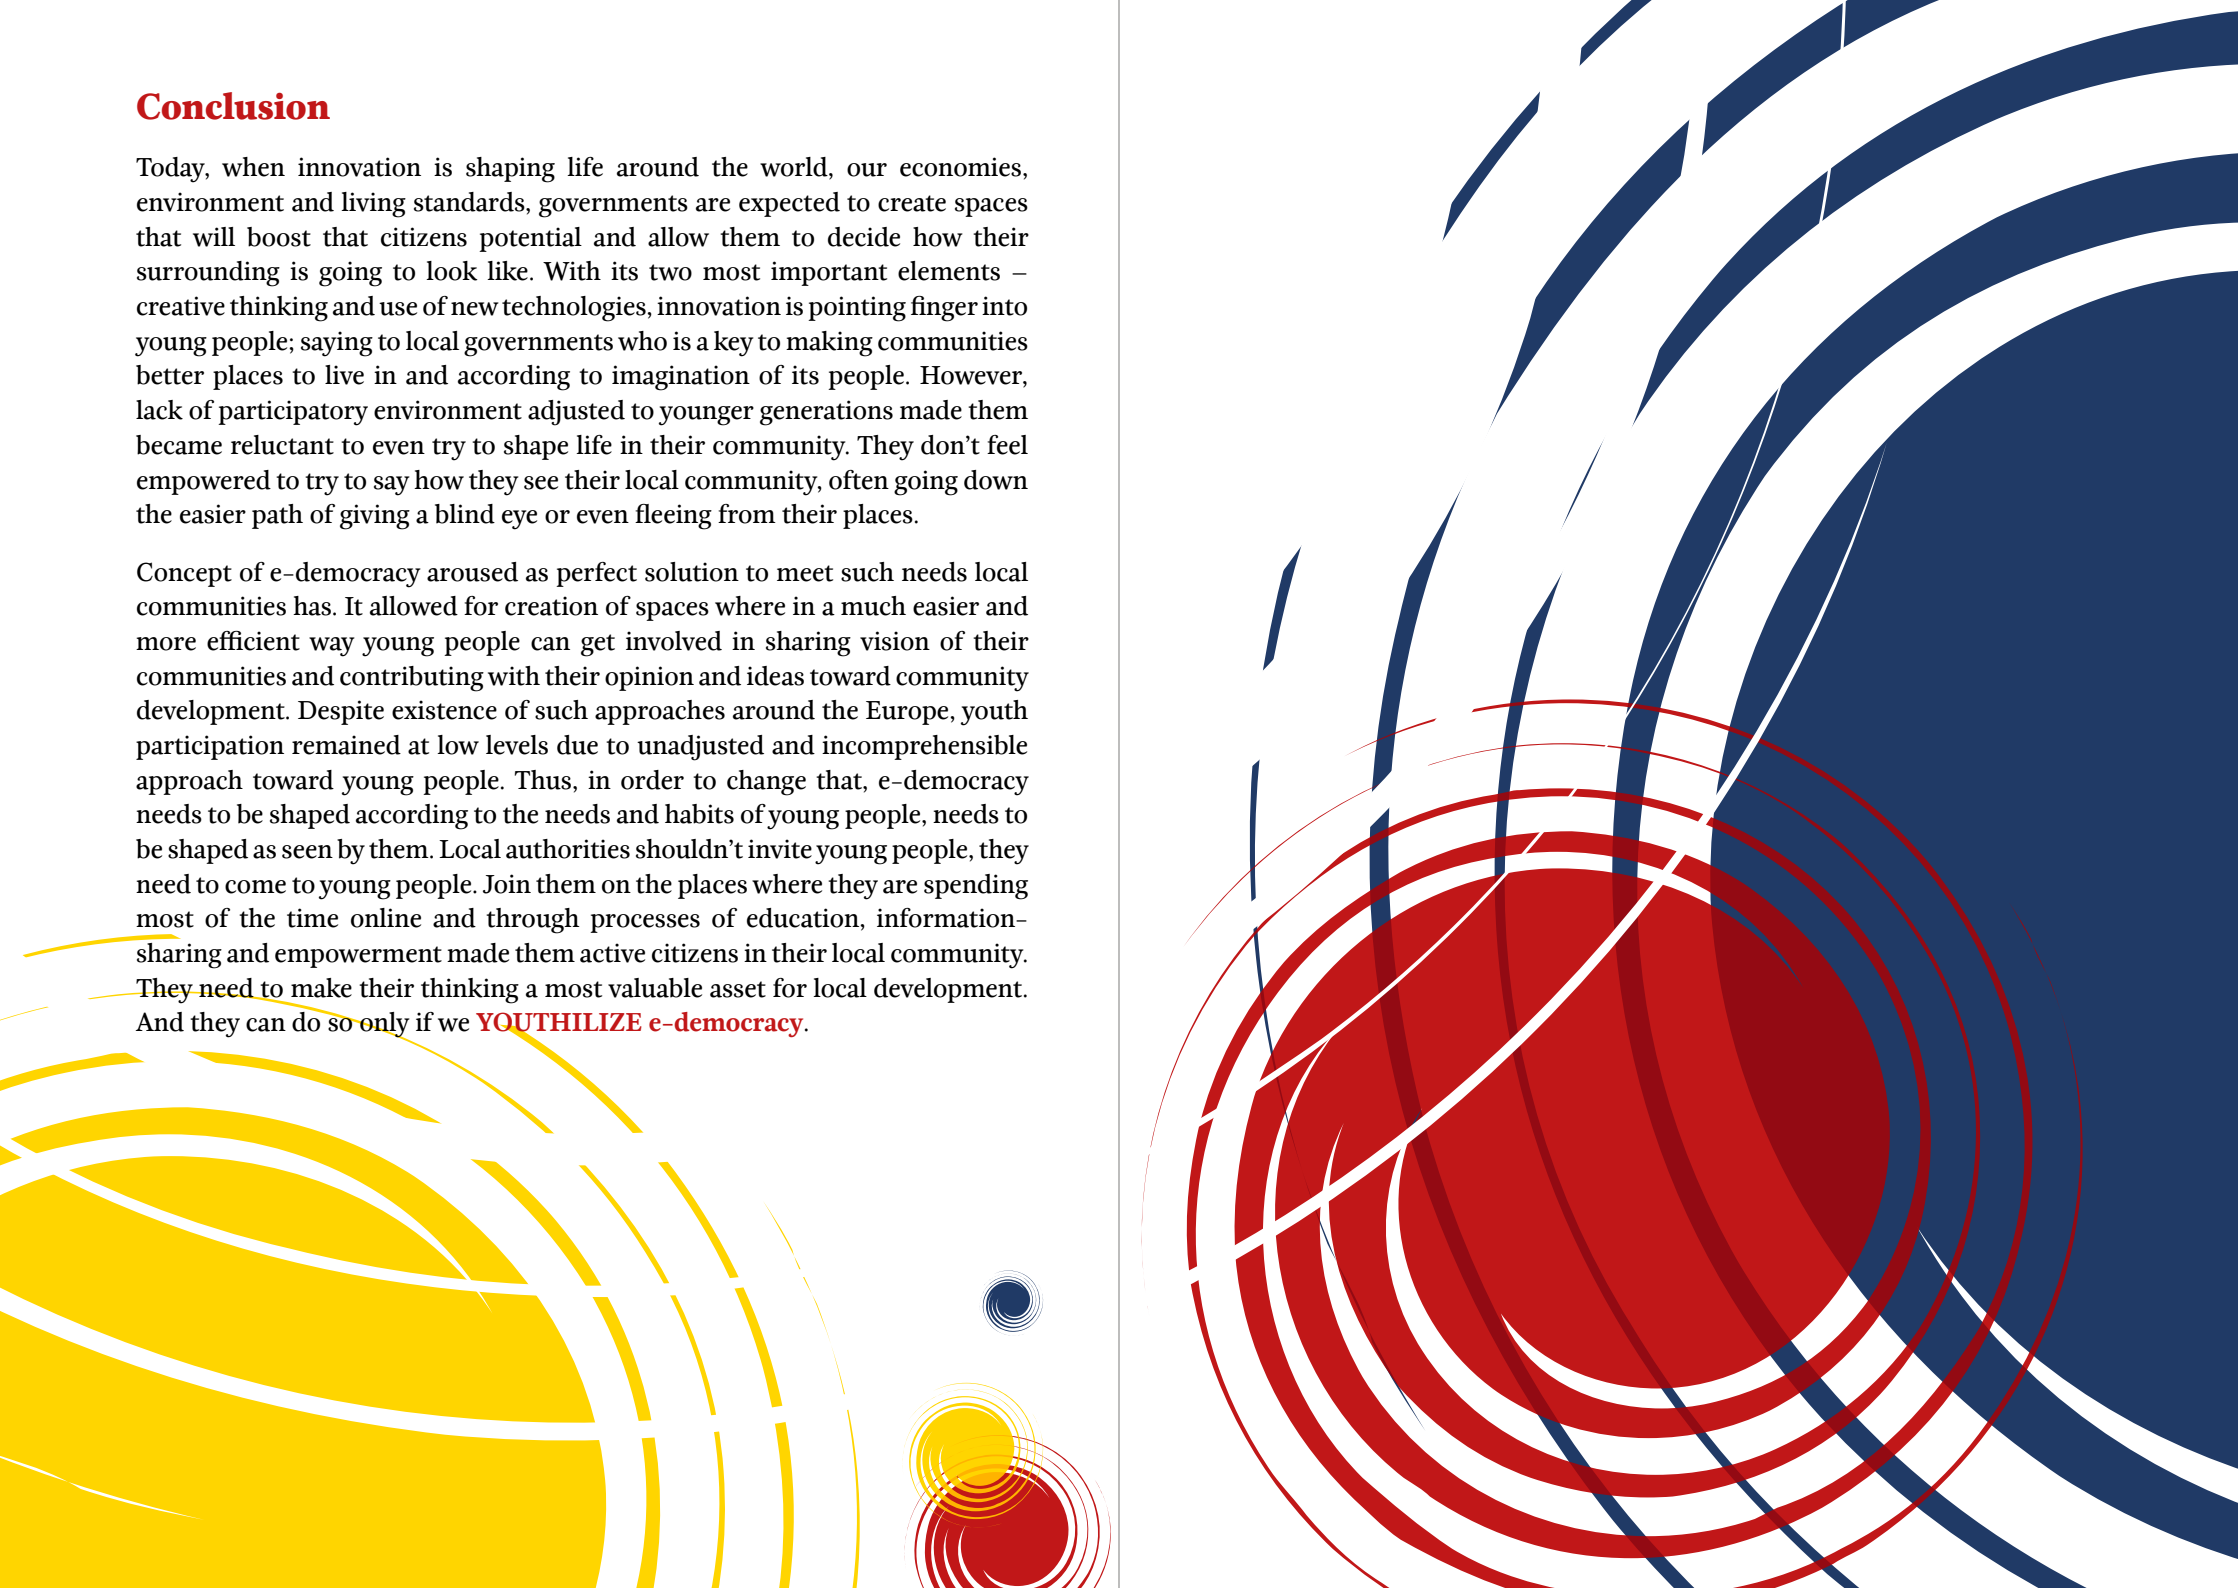 Conclusion
Today, when innovation is shaping life around the world, our economies,
environment and living standards, governments are expected to create spaces
that will boost that citizens potential and allow them to decide how their
surrounding is going to look like. With its two most important elements –
creative thinking and use of new technologies, innovation is pointing finger into
young people; saying to local governments who is a key to making communities
better places to live in and according to imagination of its people. However,
lack of participatory environment adjusted to younger generations made them
became reluctant to even try to shape life in their community. They don’t feel
empowered to try to say how they see their local community, often going down
the easier path of giving a blind eye or even fleeing from their places.
Concept of e-democracy aroused as perfect solution to meet such needs local
communities has. It allowed for creation of spaces where in a much easier and
more efficient way young people can get involved in sharing vision of their
communities and contributing with their opinion and ideas toward community
development. Despite existence of such approaches around the Europe, youth
participation remained at low levels due to unadjusted and incomprehensible
approach toward young people. Thus, in order to change that, e-democracy
needs to be shaped according to the needs and habits of young people, needs to
be shaped as seen by them. Local authorities shouldn’t invite young people, they
need to come to young people. Join them on the places where they are spending
most of the time online and through processes of education, information-
sharing and empowerment made them active citizens in their local community.
They need to make their thinking a most valuable asset for local development.
And they can do so only if we YOUTHILIZE e-democracy.